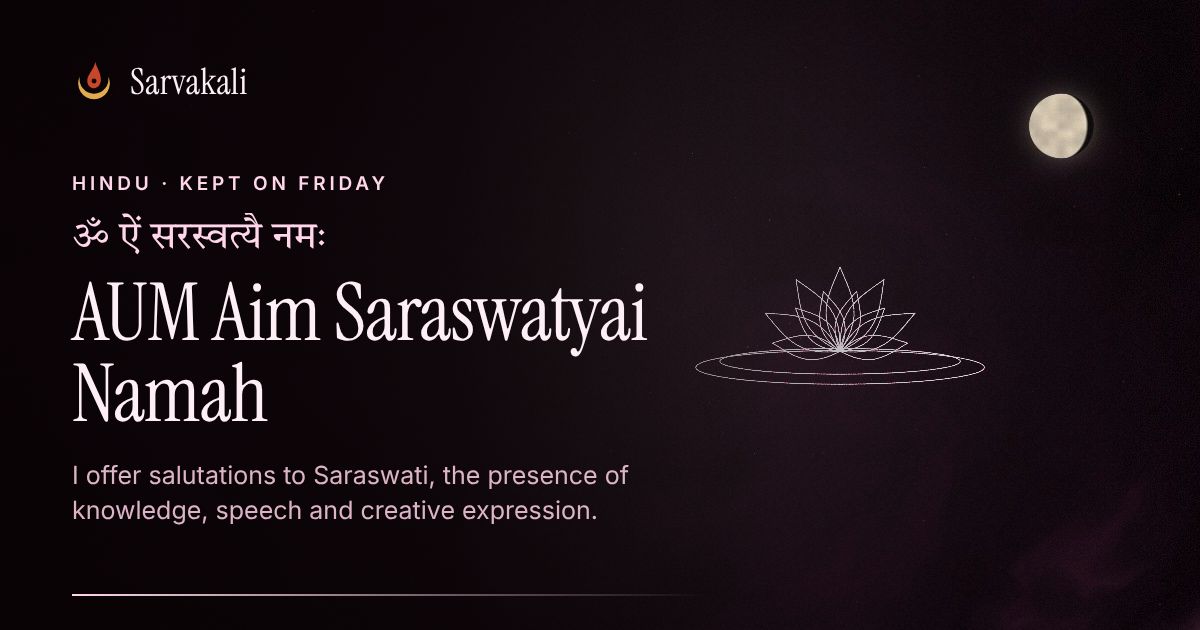 Sarvakali
HINDU · KEPT ON FRIDAY
ॐ ऐं सरस्वत्यै नमः
AUM Aim Saraswatyai
Namah
I offer salutations to Saraswati, the presence of
knowledge, speech and creative expression.